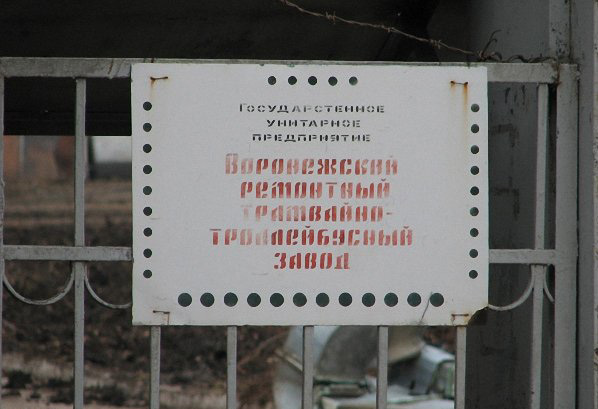 Государственное
унитарное
предприятие
Воронежский
ремонтный
трамвайно-
троллейбусный
завод